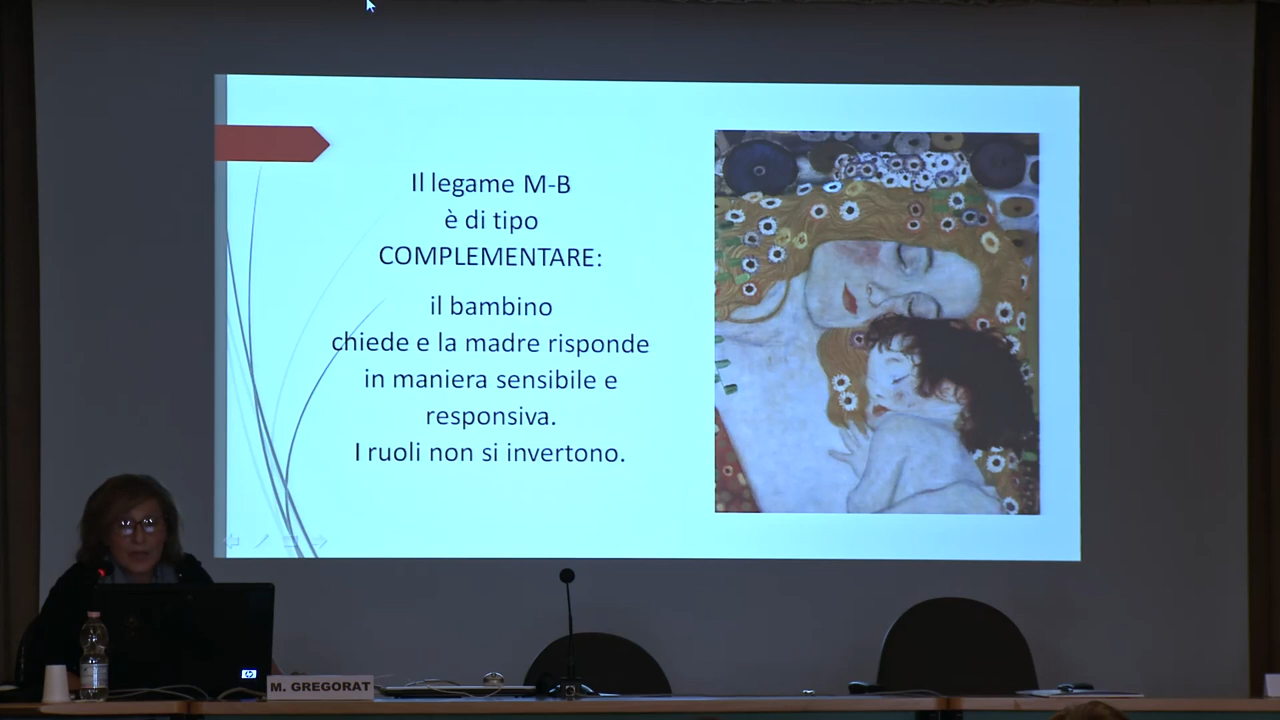 Il legame M-B
è di tipo
COMPLEMENTARE:
il bambino
chiede e la madre risponde
in maniera sensibile e
responsiva.
I ruoli non si invertono.
hp
M. GREGORAT